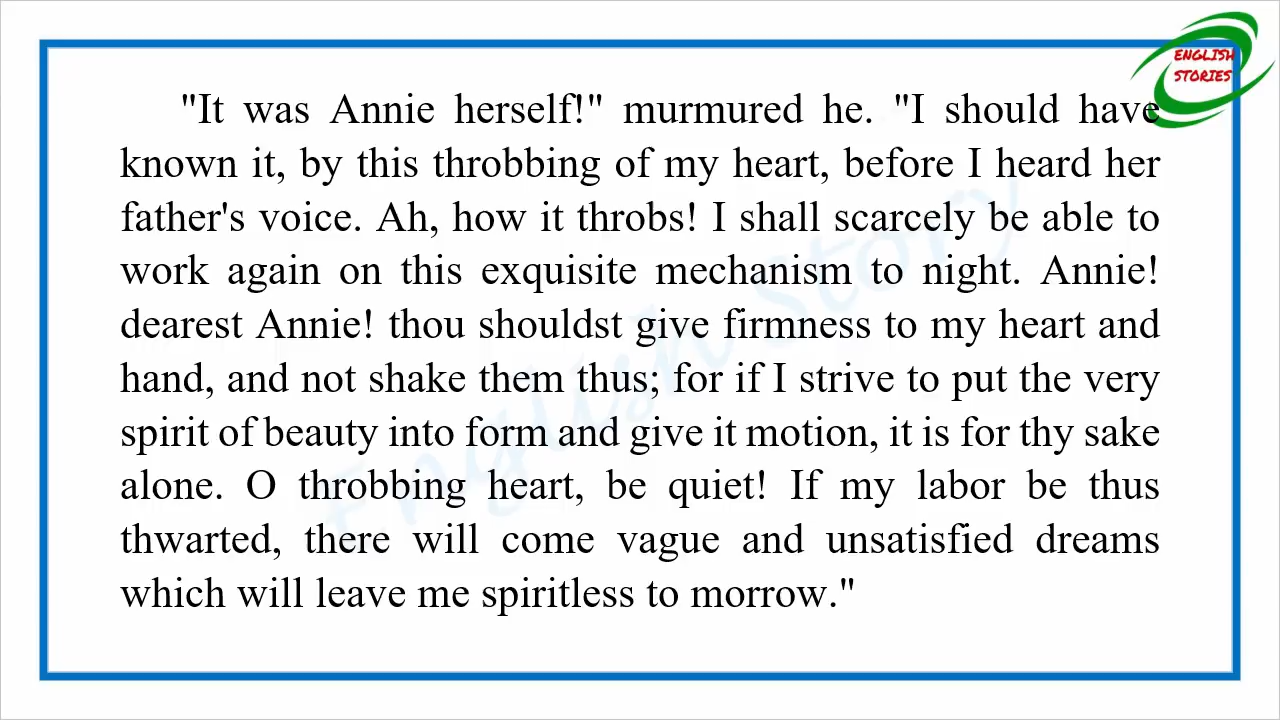 ENGLISH
STORIES
"It was Annie herself!" murmured he. "I should have
known it, by this throbbing of my heart, before I heard her
father's voice. Ah, how it throbs! I shall scarcely be able to
work again on this exquisite mechanism to night. Annie!
dearest Annie! thou shouldst give firmness to my heart and
hand, and not shake them thus; for if I strive to put the very
spirit of beauty into form and give it motion, it is for thy sake
alone. O throbbing heart, be quiet! If my labor be thus
thwarted, there will come vague and unsatisfied dreams
which will leave me spiritless to morrow."
English Story